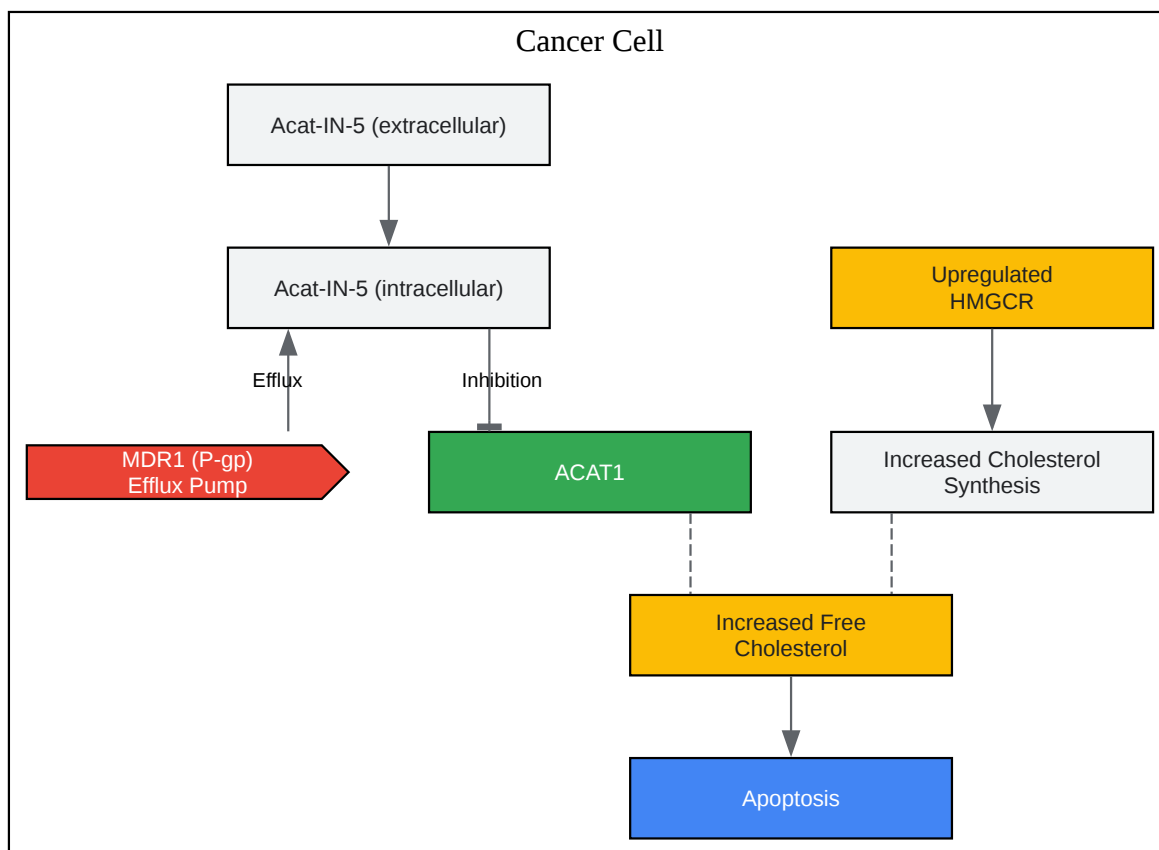 Cancer Cell
Acat-IN-5 (extracellular)
Acat-IN-5 (intracellular)
Upregulated
HMGCR
Efflux
Inhibition
MDR1 (P-gp)
Efflux Pump
ACAT1
Increased Cholesterol
Synthesis
Increased Free
Cholesterol
Apoptosis